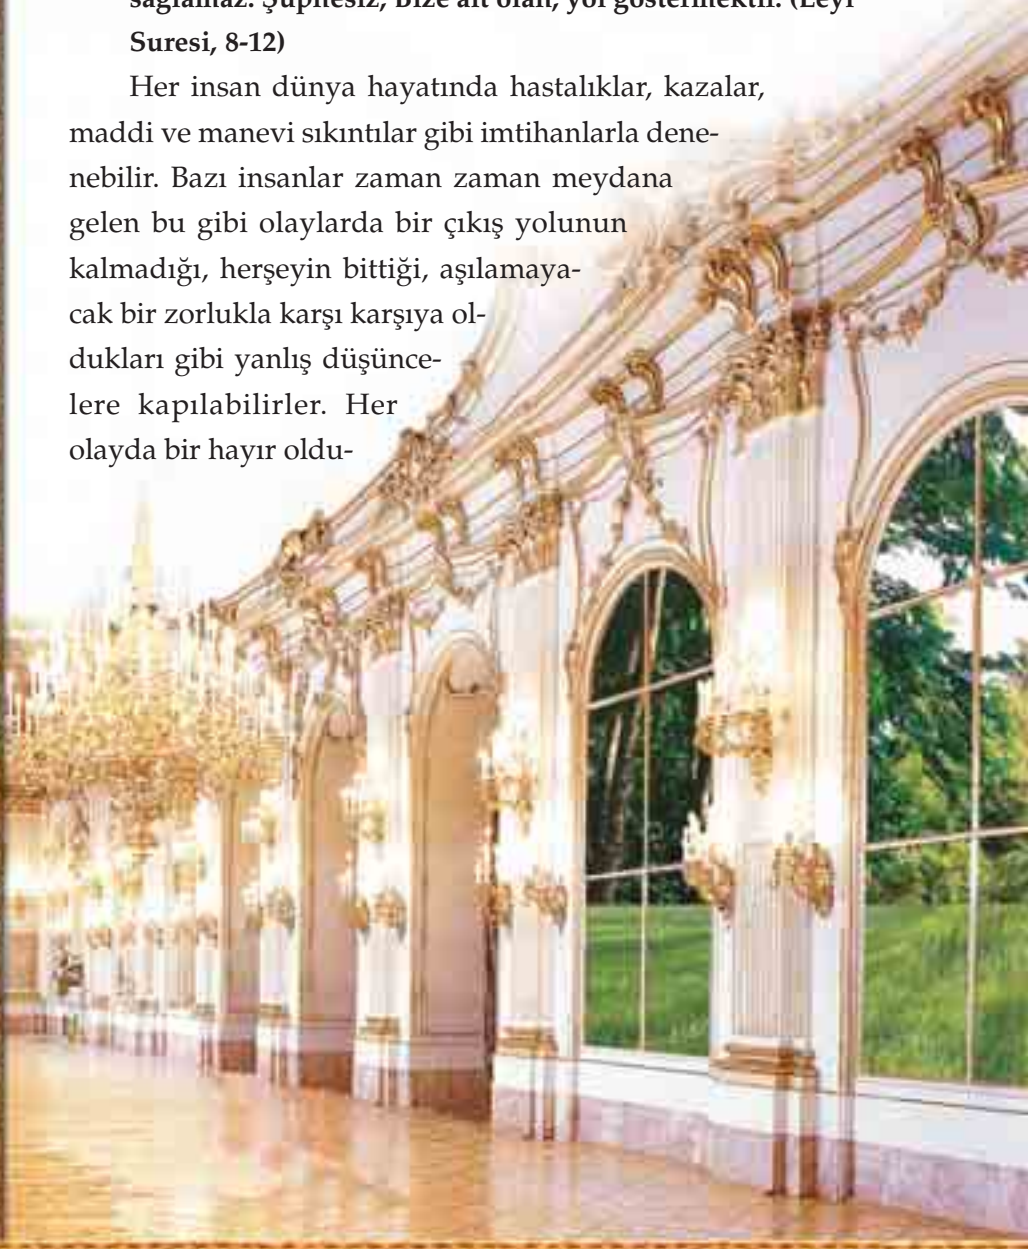 sağlamaz. Şüphesiz, Bize ait olan, yol göstermektir. (Leyl
Suresi, 8-12)
Her insan dünya hayatında hastalıklar, kazalar,
maddi ve manevi sıkıntılar gibi imtihanlarla dene-
nebilir. Bazı insanlar zaman zaman meydana
gelen bu gibi olaylarda bir çıkış yolunun
kalmadığı, herşeyin bittiği, aşılamaya-
cak bir zorlukla karşı karşıya ol-
dukları gibi yanlış düşünce-
lere kapılabilirler. Her
olayda bir hayır oldu-